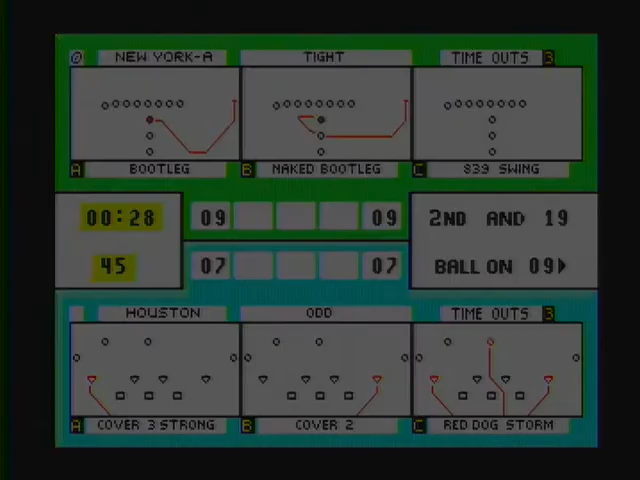 NEW YORK-A TIGHT TIME OUTS 3
A BOOTLEG B NAKED BOOTLEG C 839 SWING
00:28 09 09 2ND AND 19
45 07 07 BALL ON 09
HOUSTON ODD TIME OUTS 3
A COVER 3 STRONG B COVER 2 C RED DOG STORM